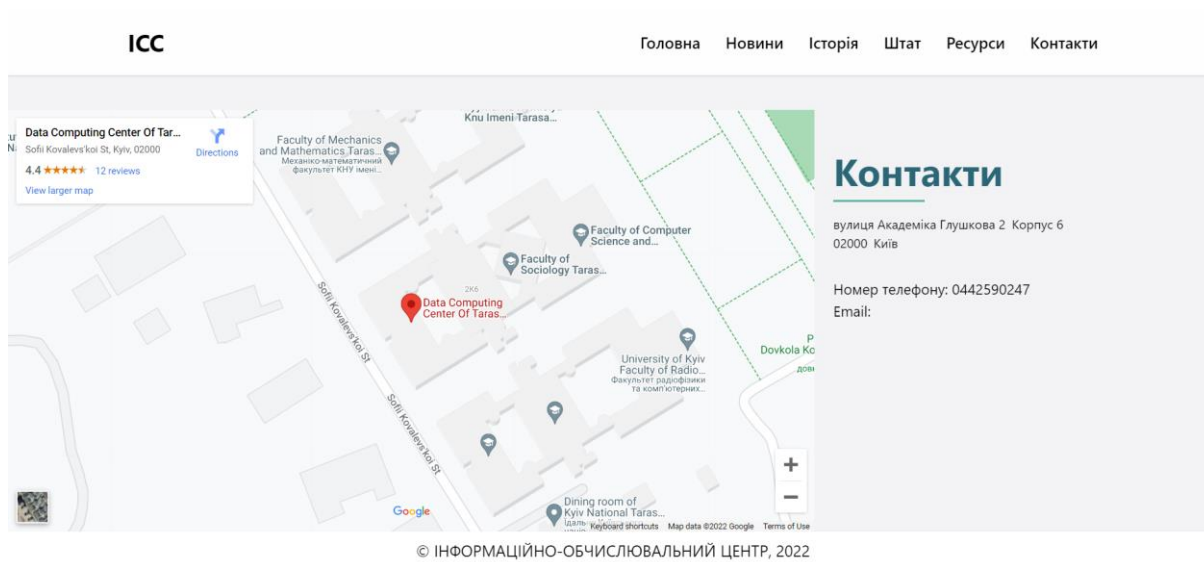 ICC
Головна Новини Історія Штат Ресурси Контакти
Data Computing Center Of Tar...
Sofii Kovalevs'koi St, Kyiv, 02000
4.4 12 reviews
View larger map
Directions
Knu Imeni Tarasa...
Faculty of Mechanics
and Mathematics Taras...
Механіко-математичний
факультет КНУ імені...
Faculty of Computer
Science and...
Faculty of
Sociology Taras...
2K6
Data Computing
Center Of Taras...
Sofii Kovalevs'koi St
Sofii Kovalevs'koi St
University of Kyiv
Faculty of Radio...
Факультет радіофізики
та комп'ютерних...
Dovkola
Dining room of
Kyiv National Taras...
Google
Keyboard shortcuts Map data ©2022 Google Terms of Use
Контакти
вулиця Академіка Глушкова 2 Корпус 6
02000 Київ
Номер телефону: 0442590247
Email:
© ІНФОРМАЦІЙНО-ОБЧИСЛЮВАЛЬНИЙ ЦЕНТР, 2022